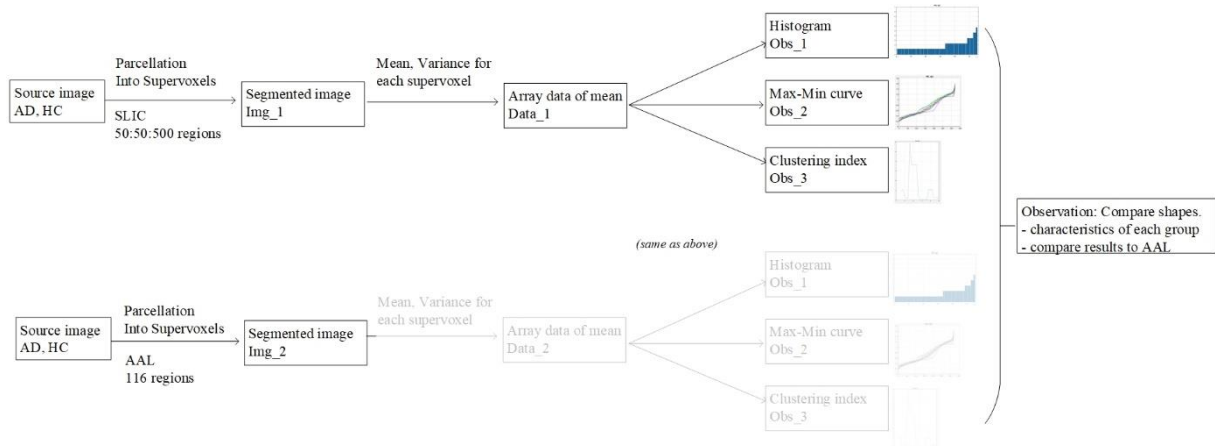 Source image
AD, HC
Parcellation
Into Supervoxels
SLIC
50:50:500 regions
Segmented image
Img_1
Mean, Variance for
each supervoxel
Array data of mean
Data_1
Histogram
Obs_1
Max-Min curve
Obs_2
Clustering index
Obs_3
Observation: Compare shapes.
- characteristics of each group
- compare results to AAL
(same as above)
Source image
AD, HC
Parcellation
Into Supervoxels
AAL
116 regions
Segmented image
Img_2
Mean, Variance for
each supervoxel
Array data of mean
Data_2
Histogram
Obs_1
Max-Min curve
Obs_2
Clustering index
Obs_3